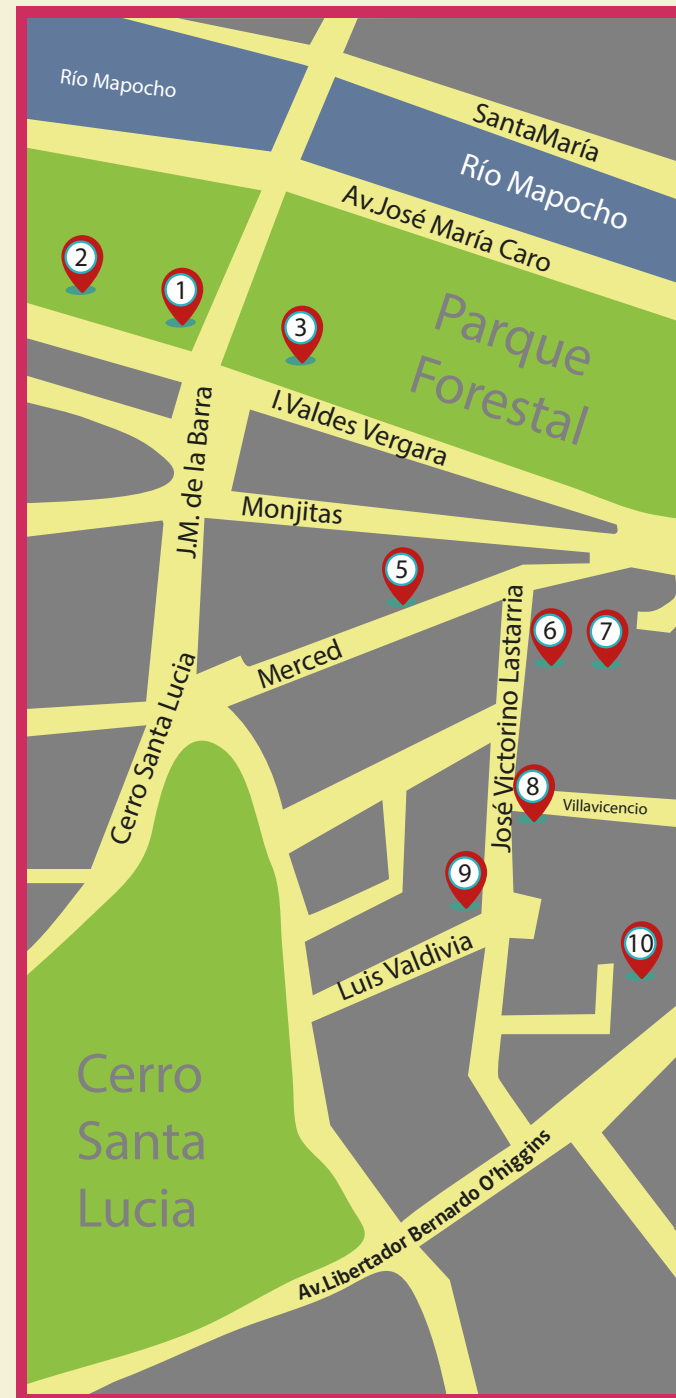 Río Mapocho
SantaMaría
Río Mapocho
Av.José María Caro
2
1
3
Parque
Forestal
I.Valdes Vergara
J.M. de la Barra
Monjitas
5
Merced
José Victorino Lastarria
6
7
Cerro Santa Lucia
8
Villavicencio
9
Luis Valdivia
10
Cerro
Santa
Lucia
Av.Libertador Bernardo O'higgins